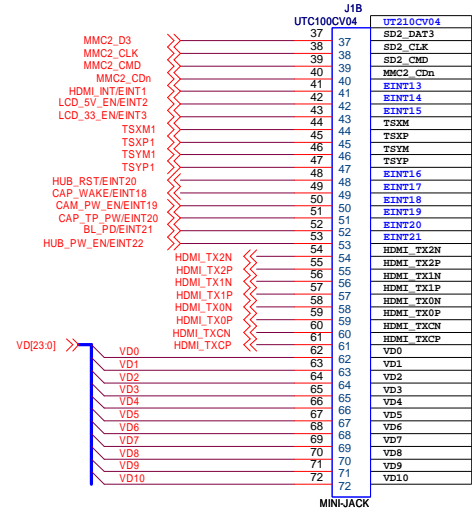 J1B
UTC100CV04 UT210CV04
MMC2_D3 37 37 SD2_DAT3
MMC2_CLK 38 38 SD2_CLK
MMC2_CMD 39 39 SD2_CMD
MMC2_CDn 40 40 MMC2_CDn
HDMI_INT/EINT1 41 41 EINT13
LCD_5V_EN/EINT2 42 42 EINT14
LCD_33_EN/EINT3 43 43 EINT15
TSXM1 44 44 TSXM
TSXP1 45 45 TSXP
TSYM1 46 46 TSYM
TSYP1 47 47 TSYP
HUB_RST/EINT20 48 48 EINT16
CAP_WAKE/EINT18 49 49 EINT17
CAM_PW_EN/EINT19 50 50 EINT18
CAP_TP_PW/EINT20 51 51 EINT19
BL_PD/EINT21 52 52 EINT20
HUB_PW_EN/EINT22 53 53 EINT21
HDMI_TX2N 54 54 HDMI_TX2N
HDMI_TX2P 55 55 HDMI_TX2P
HDMI_TX1N 56 56 HDMI_TX1N
HDMI_TX1P 57 57 HDMI_TX1P
HDMI_TX0N 58 58 HDMI_TX0N
HDMI_TX0P 59 59 HDMI_TX0P
HDMI_TXCN 60 60 HDMI_TXCN
HDMI_TXCP 61 61 HDMI_TXCP
VD[23:0]
VD0 62 62 VD0
VD1 63 63 VD1
VD2 64 64 VD2
VD3 65 65 VD3
VD4 66 66 VD4
VD5 67 67 VD5
VD6 68 68 VD6
VD7 69 69 VD7
VD8 70 70 VD8
VD9 71 71 VD9
VD10 72 72 VD10
MINI-JACK